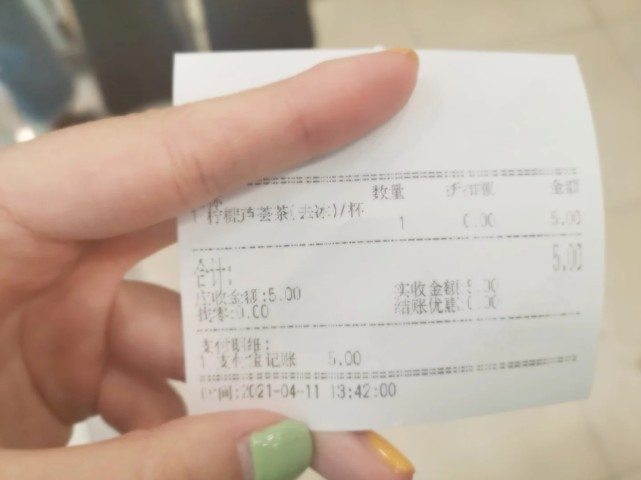 数量 折扣额 金额
1 柠檬芦荟茶(去冰)/杯
1 0.00 5.00
合计: 5.00
应收金额:5.00 实收金额:5.00
找零:0.00 结账优惠:0.00
支付明细:
1 支付宝记账 5.00
时间:2021-04-11 13:42:00